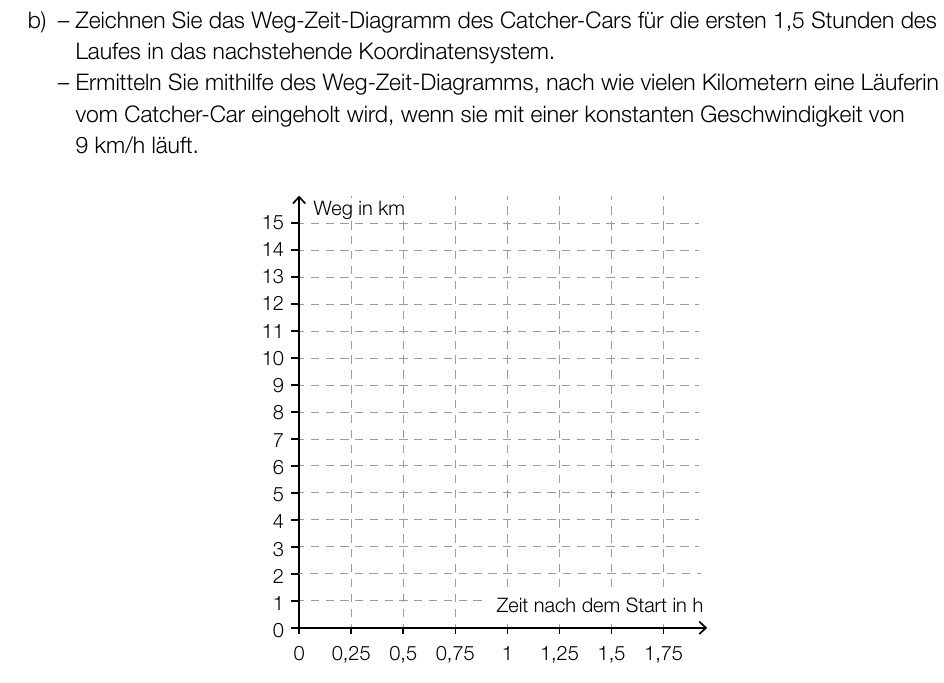 b) – Zeichnen Sie das Weg-Zeit-Diagramm des Catcher-Cars für die ersten 1,5 Stunden des
Laufes in das nachstehende Koordinatensystem.
– Ermitteln Sie mithilfe des Weg-Zeit-Diagramms, nach wie vielen Kilometern eine Läuferin
vom Catcher-Car eingeholt wird, wenn sie mit einer konstanten Geschwindigkeit von
9 km/h läuft.
Weg in km
15
14
13
12
11
10
9
8
7
6
5
4
3
2
1
0
Zeit nach dem Start in h
0 0,25 0,5 0,75 1 1,25 1,5 1,75